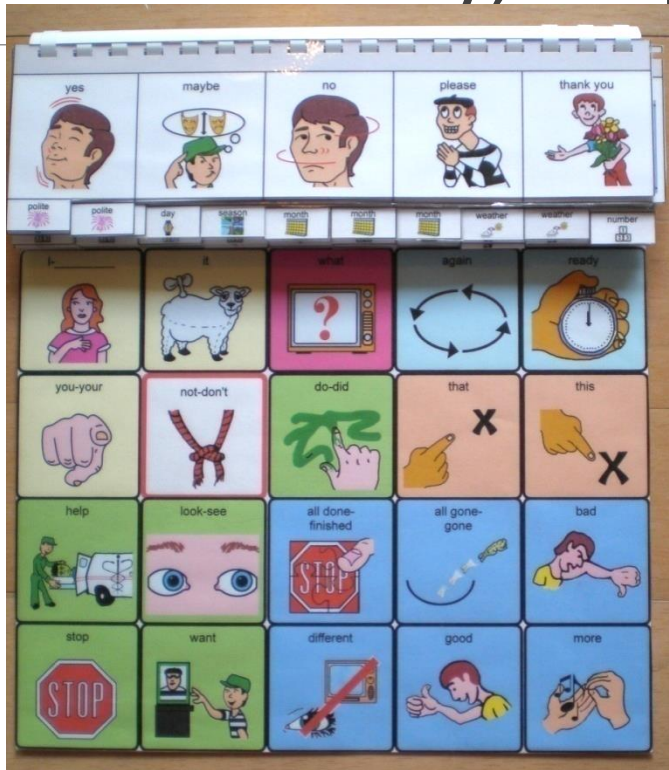 yes maybe no please thank you
polite polite day season month month month weather weather number
I-________ it what again ready
?
you-your not-don't do-did that this
X
X
help look-see all done- all gone- bad
finished gone
STOP
stop want different good more
STOP